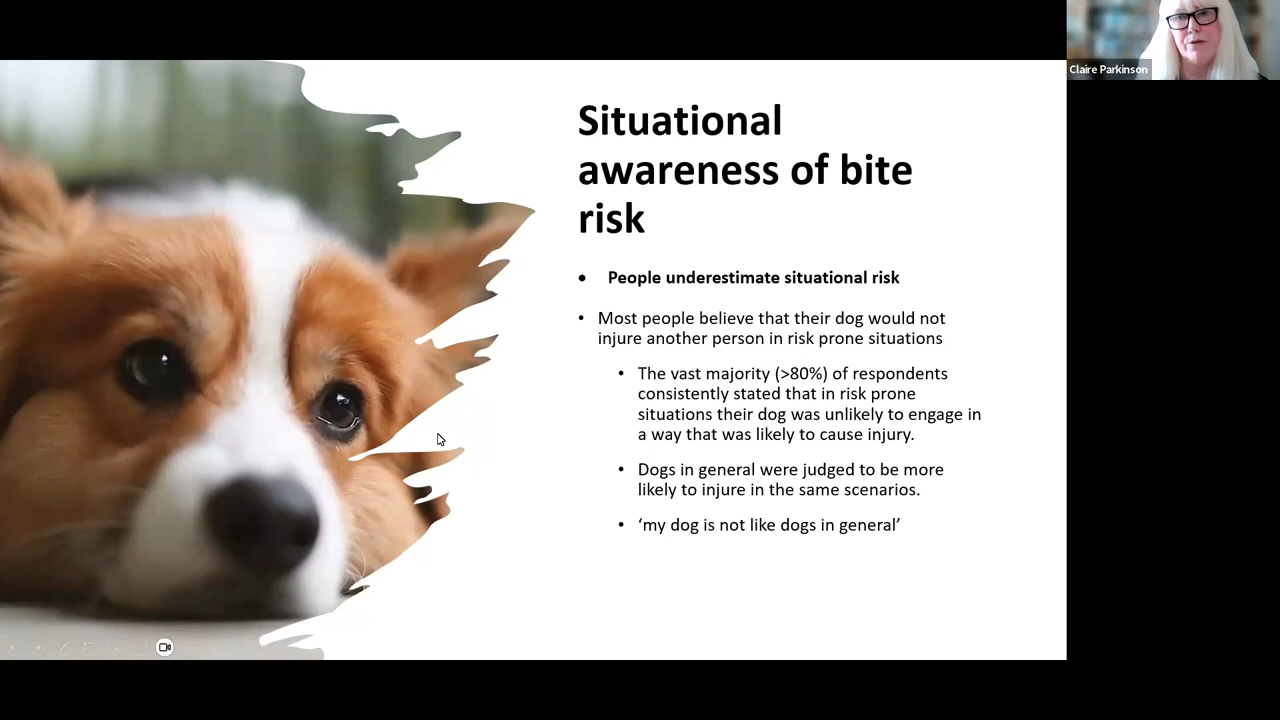 Claire Parkinson
Situational
awareness of bite
risk
• People underestimate situational risk
• Most people believe that their dog would not
injure another person in risk prone situations
• The vast majority (>80%) of respondents
consistently stated that in risk prone
situations their dog was unlikely to engage in
a way that was likely to cause injury.
• Dogs in general were judged to be more
likely to injure in the same scenarios.
• ‘my dog is not like dogs in general’